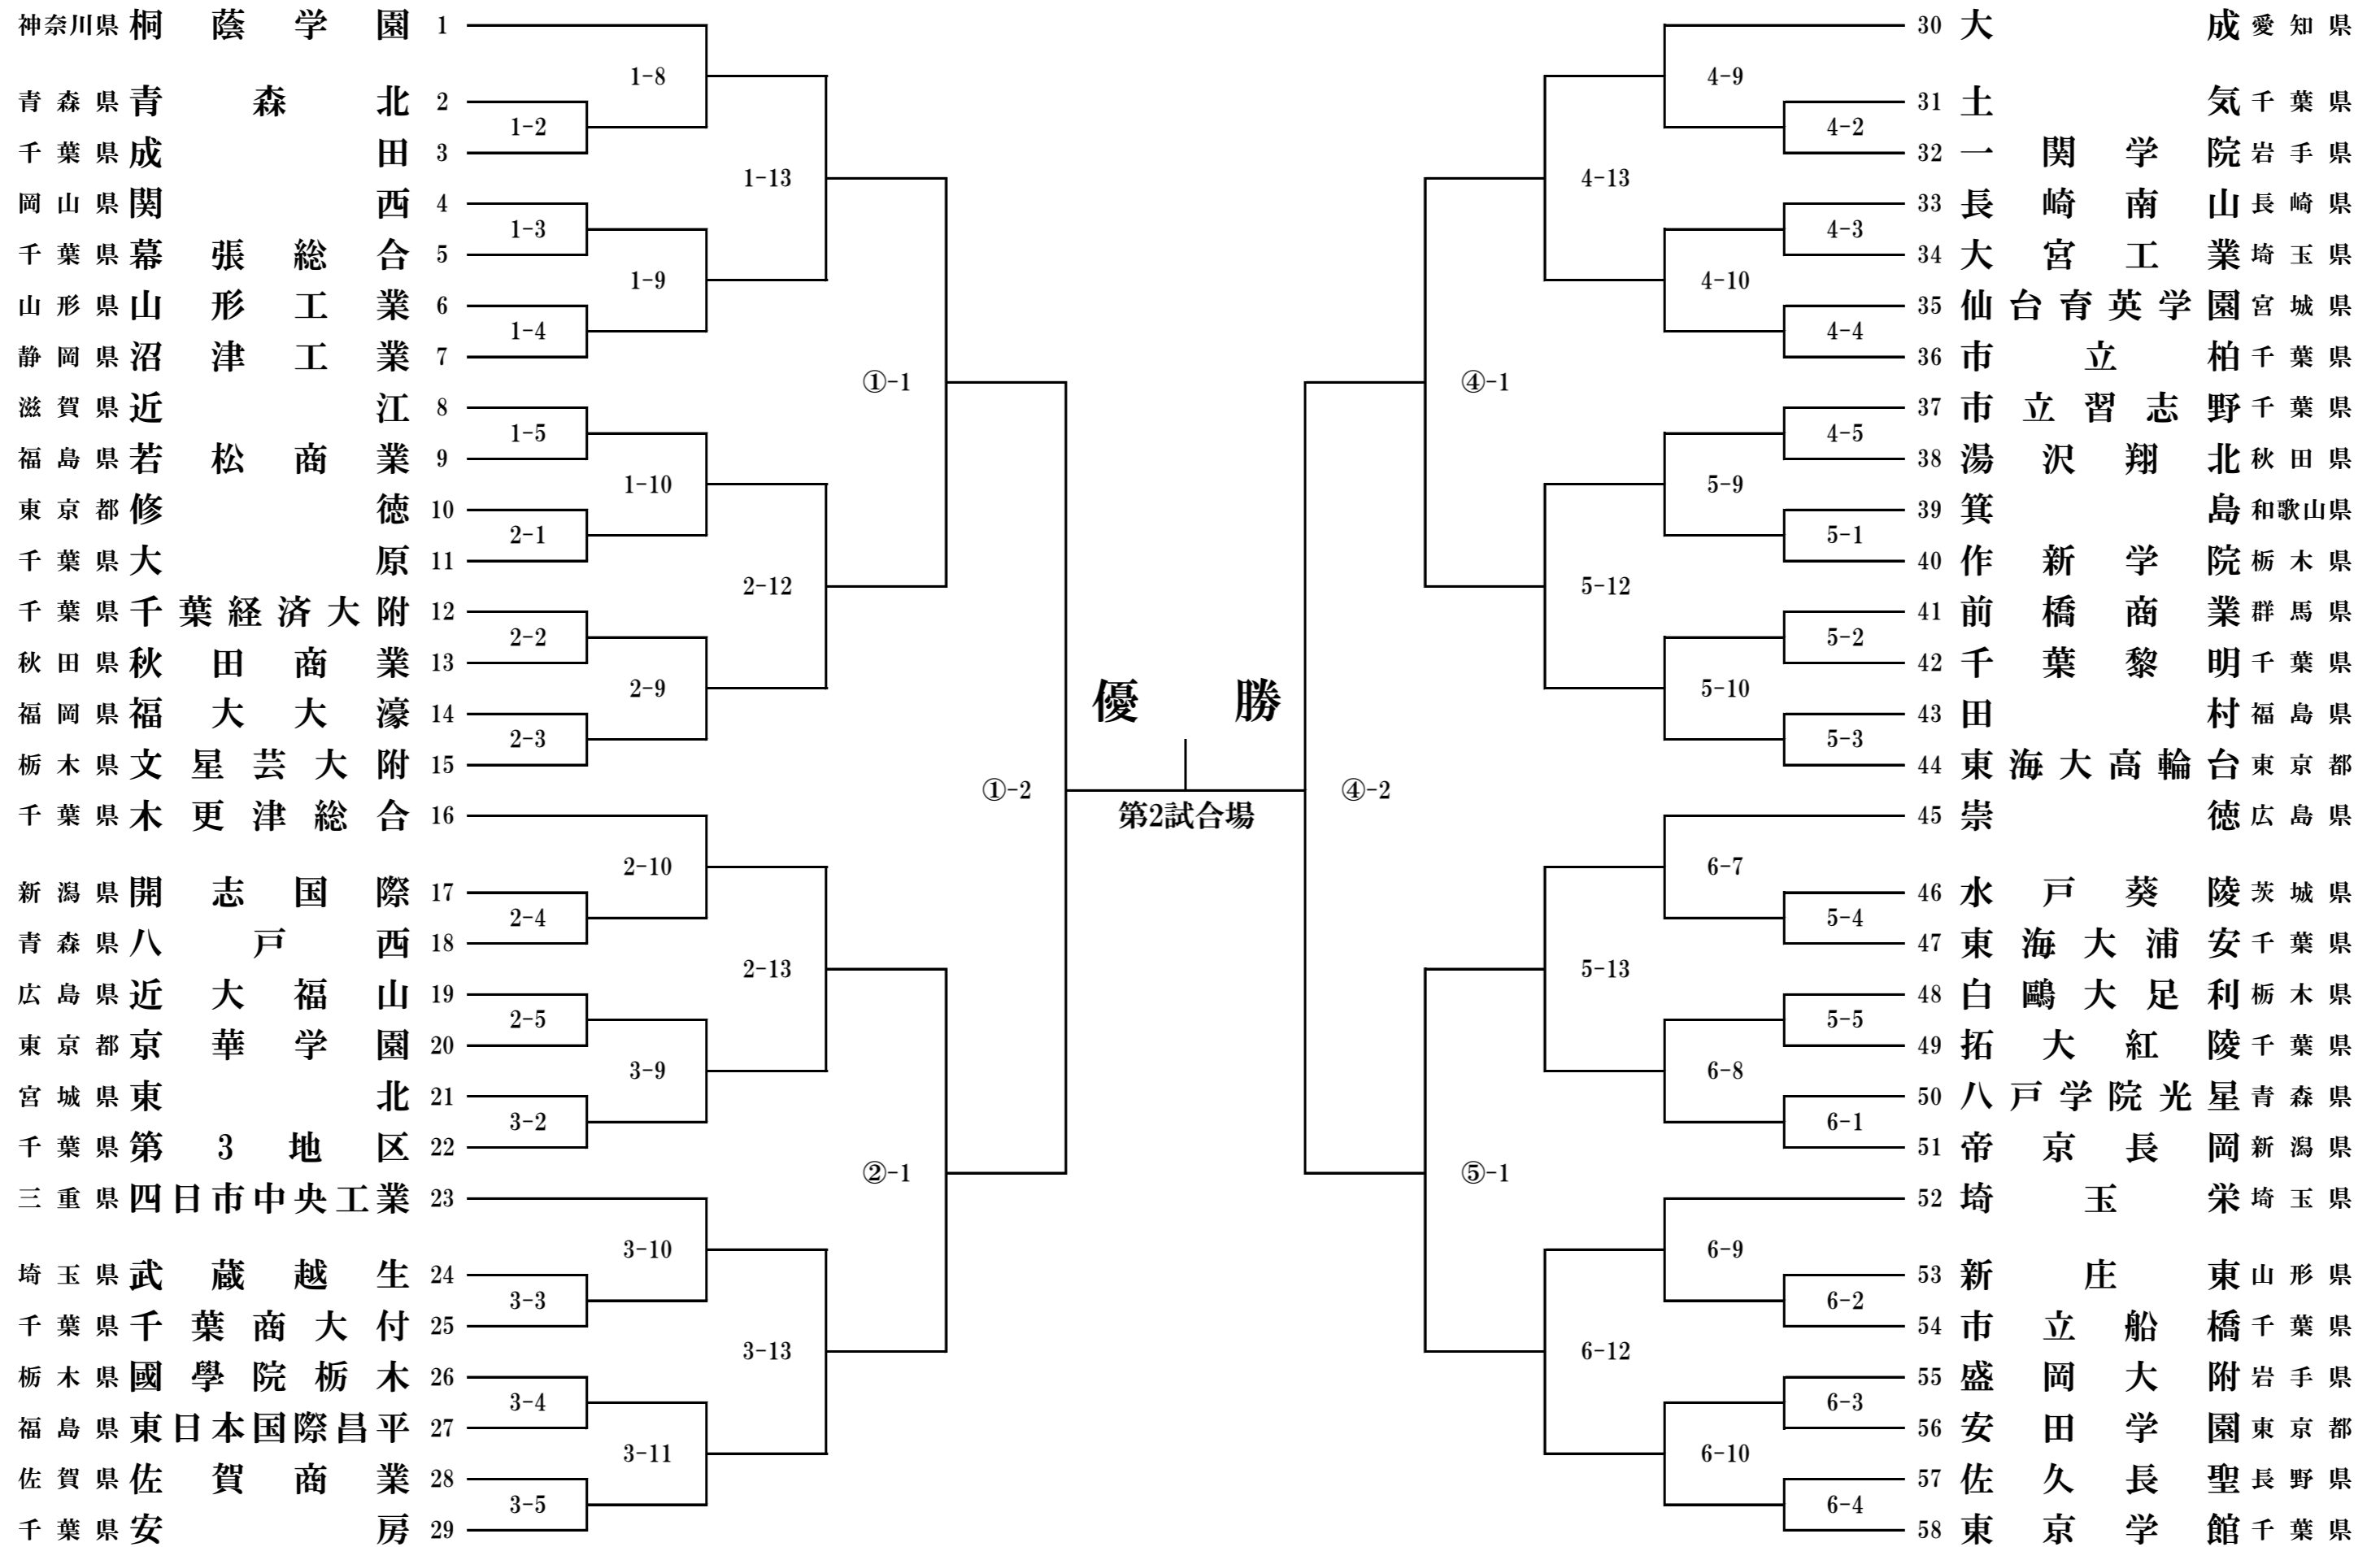 神奈川県 桐蔭学園 1
青森県 青森北 2
千葉県 成田 3
岡山県 関西 4
千葉県 幕張総合 5
山形県 山形工業 6
静岡県 沼津工業 7
滋賀県 近江 8
福島県 若松商業 9
東京都 修徳 10
千葉県 大原 11
千葉県 千葉経済大附 12
秋田県 秋田商業 13
福岡県 福大大濠 14
栃木県 文星芸大附 15
千葉県 木更津総合 16
新潟県 開志国際 17
青森県 八戸西 18
広島県 近大福山 19
東京都 京華学園 20
宮城県 東北 21
千葉県 第3地区 22
三重県 四日市中央工業 23
埼玉県 武蔵越生 24
千葉県 千葉商大付 25
栃木県 國學院栃木 26
福島県 東日本国際昌平 27
佐賀県 佐賀商業 28
千葉県 安房 29
1-2
1-3
1-4
1-5
2-1
2-2
2-3
2-4
2-5
3-2
3-3
3-4
3-5
1-8
1-9
1-10
2-9
2-10
3-9
3-10
3-11
1-13
2-12
2-13
3-13
①-1
②-1
①-2
優勝
第2試合場
④-2
④-1
⑤-1
4-13
5-12
5-13
6-12
4-9
4-10
5-9
5-10
6-7
6-8
6-9
6-10
4-2
4-3
4-4
4-5
5-1
5-2
5-3
5-4
5-5
6-1
6-2
6-3
6-4
30 大成 愛知県
31 土気 千葉県
32 一関学院 岩手県
33 長崎南山 長崎県
34 大宮工業 埼玉県
35 仙台育英学園 宮城県
36 市立柏 千葉県
37 市立習志野 千葉県
38 湯沢翔北 秋田県
39 箕島 和歌山県
40 作新学院 栃木県
41 前橋商業 群馬県
42 千葉黎明 千葉県
43 田村 福島県
44 東海大高輪台 東京都
45 崇徳 広島県
46 水戸葵陵 茨城県
47 東海大浦安 千葉県
48 白鷗大足利 栃木県
49 拓大紅陵 千葉県
50 八戸学院光星 青森県
51 帝京長岡 新潟県
52 埼玉栄 埼玉県
53 新庄東 山形県
54 市立船橋 千葉県
55 盛岡大附 岩手県
56 安田学園 東京都
57 佐久長聖 長野県
58 東京学館 千葉県